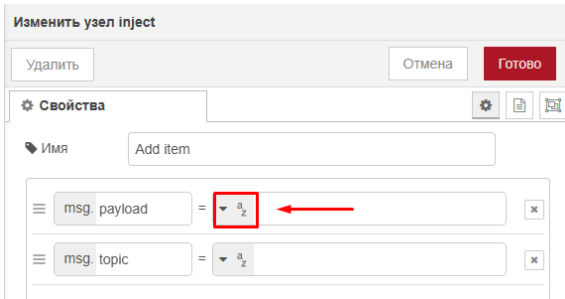 Изменить узел inject
Удалить Отмена Готово
Свойства
Имя Add item
msg. payload = a z
msg. topic = a z